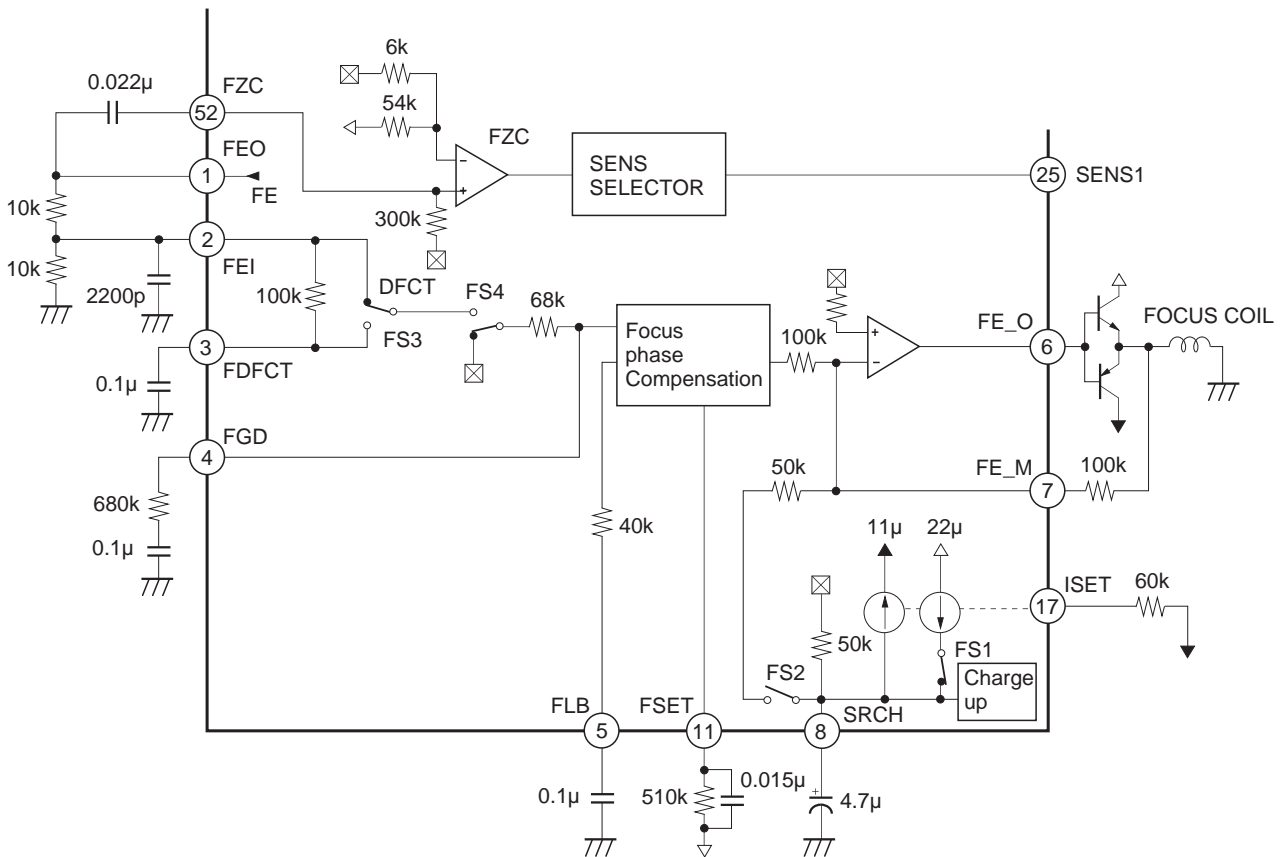 6k
0.022µ
FZC
52
54k
FZC
FEO
1
FE
SENS
SELECTOR
25
SENS1
10k
300k
2
FEI
10k
2200p
100k
DFCT
FS4
68k
FS3
3
FDFCT
0.1µ
Focus
phase
Compensation
100k
FE_O
6
FOCUS COIL
FGD
4
680k
0.1µ
50k
FE_M
7
100k
40k
11µ
22µ
ISET
17
60k
50k
FS1
FS2
Charge
up
FLB
5
FSET
11
SRCH
8
0.1µ
510k
0.015µ
+
4.7µ